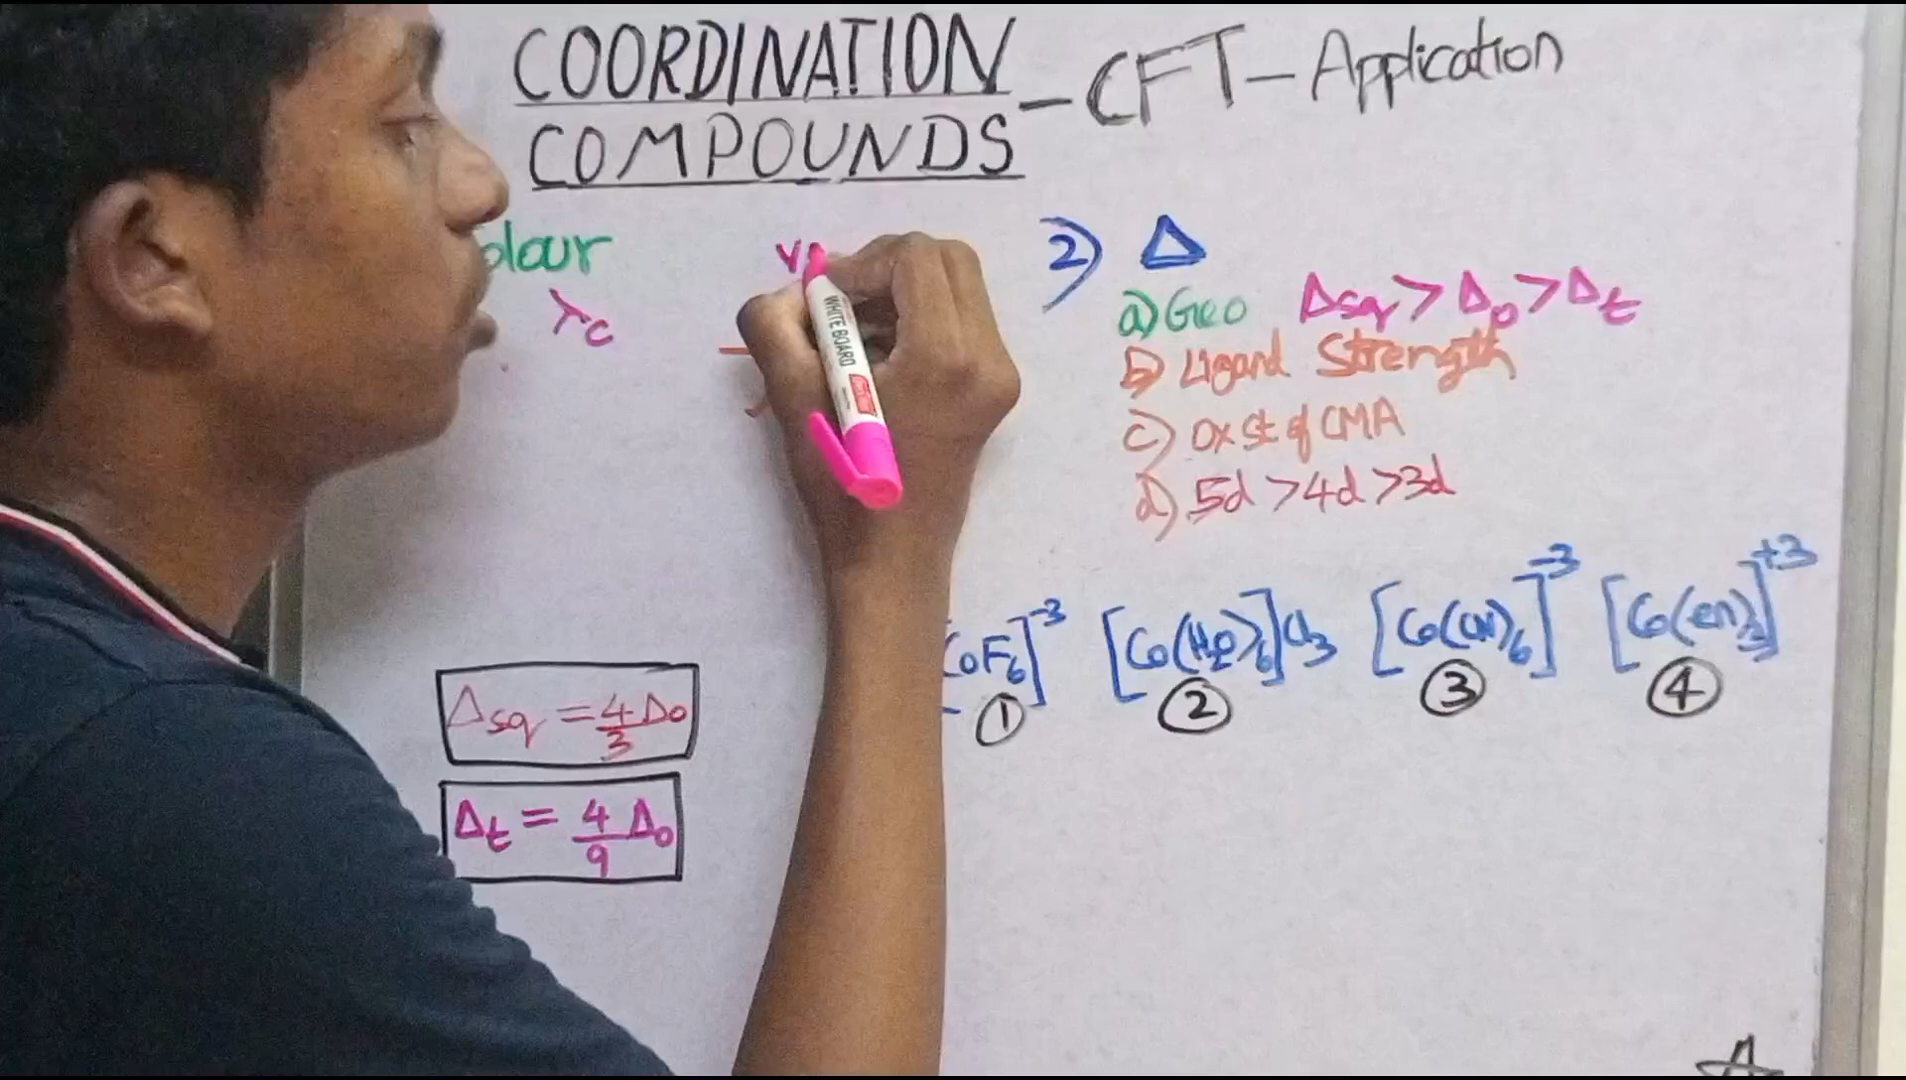 COORDINATION
COMPOUNDS - CFT - Application
olour
λc
2) Δ
a) Geo Δsq > Δo > Δt
b) Ligand Strength
c) Ox St of CMA
d) 5d > 4d > 3d
WHITE BOARD
CoF6]-3 [Co(H2O)6]Cl3 [Co(CN)6]-3 [Co(en)3]+3
1 2 3 4
Δsq = 4/3 Δo
Δt = 4/9 Δo